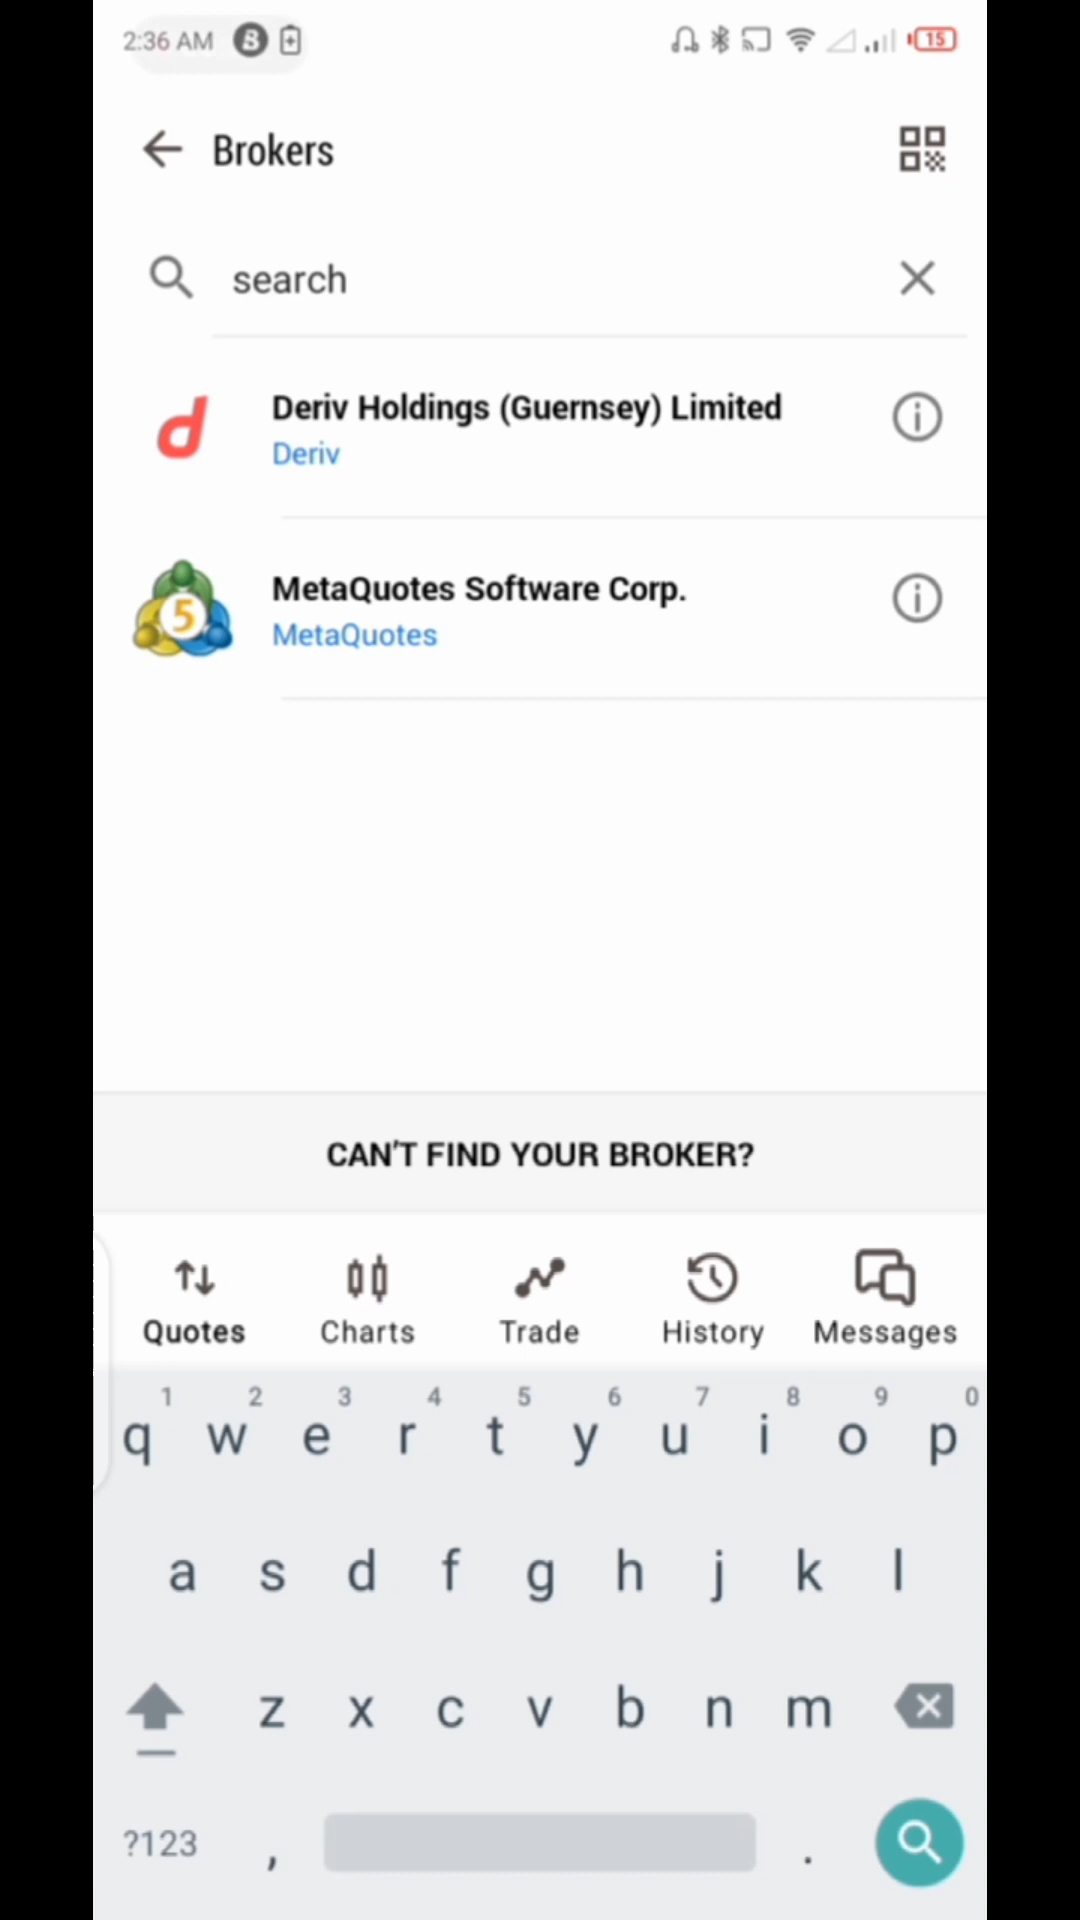 2:36 AM
15
Brokers
search
Deriv Holdings (Guernsey) Limited
Deriv
5
MetaQuotes Software Corp.
MetaQuotes
CAN'T FIND YOUR BROKER?
Quotes Charts Trade History Messages
1 2 3 4 5 6 7 8 9 0
q w e r t y u i o p
a s d f g h j k l
z x c v b n m
?123 , .